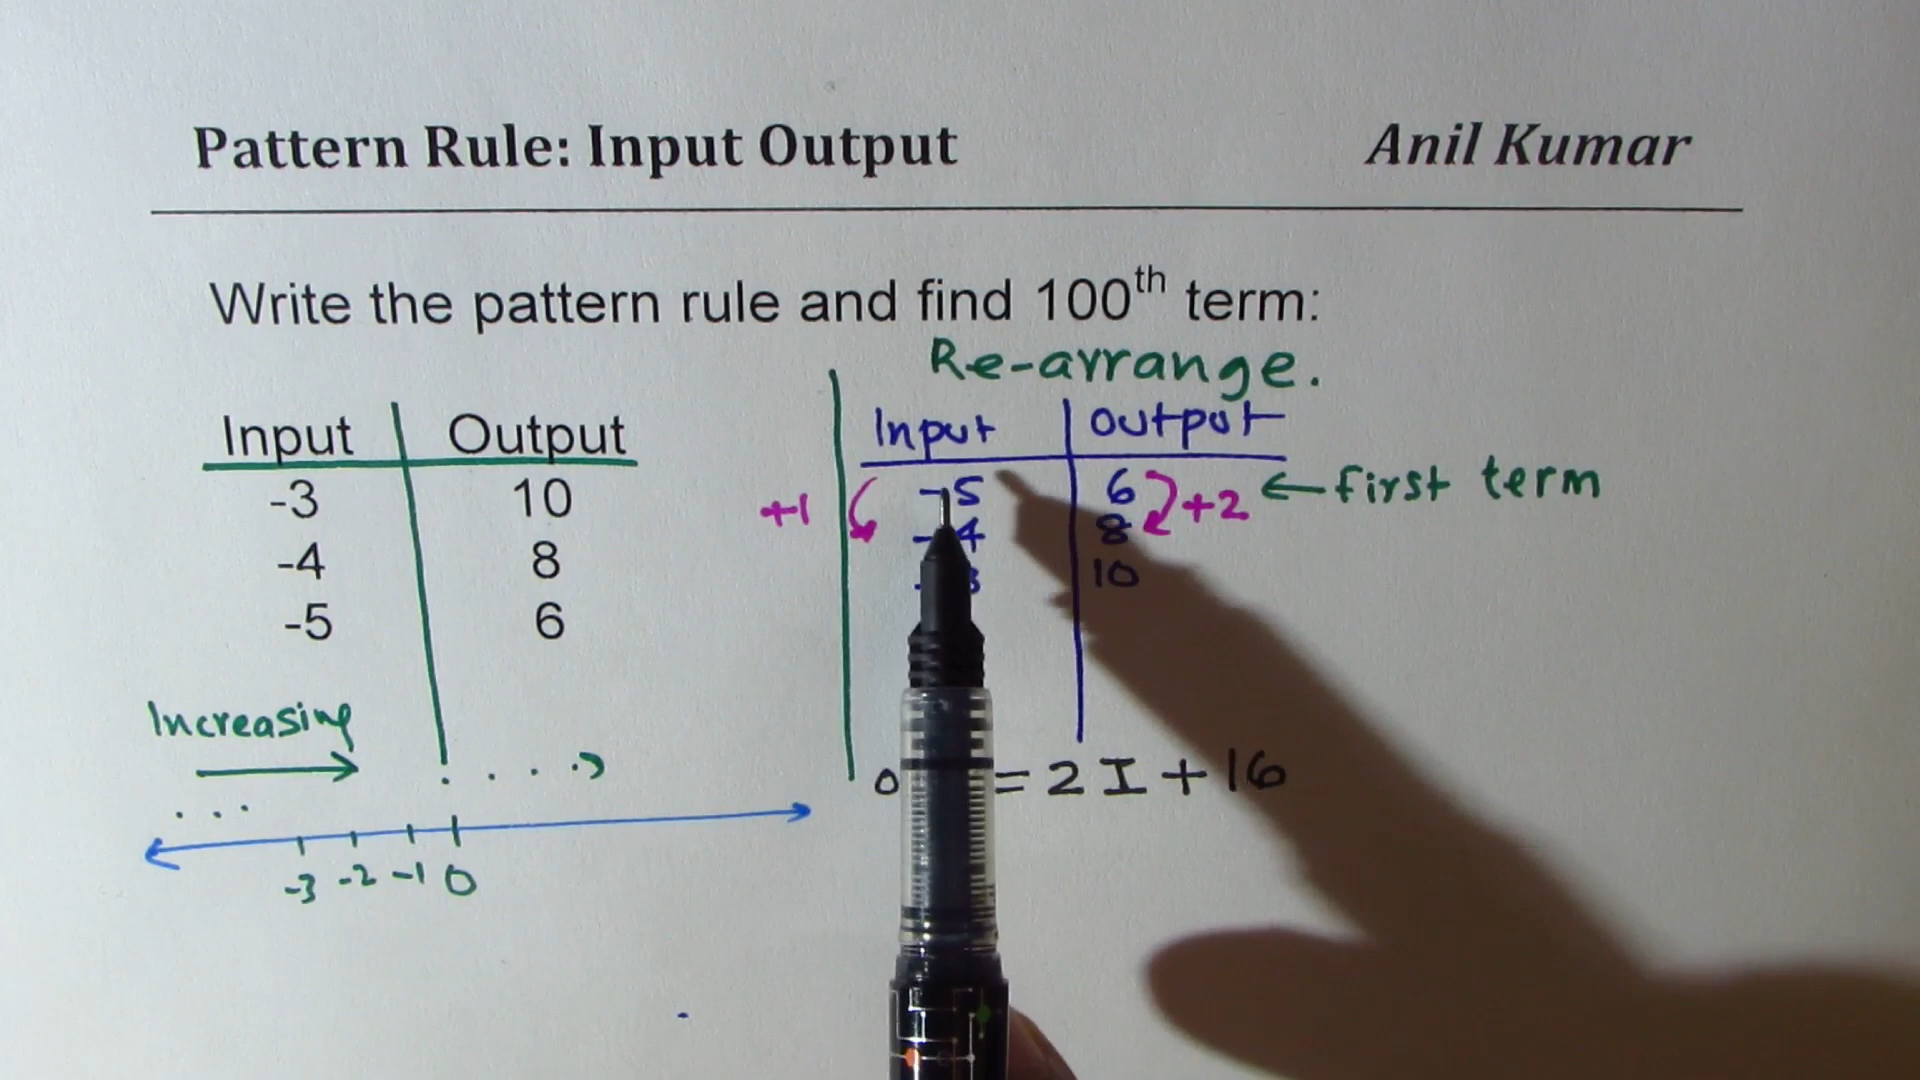 Pattern Rule: Input Output Anil Kumar
Write the pattern rule and find 100th term:
Re-arrange.
Input Output
-3 10
-4 8
-5 6
Input Output
+1 -5 6 +2 ← first term
-4 8
10
Increasing
→
. . . .
. . .
-3 -2 -1 0
= 2I + 16